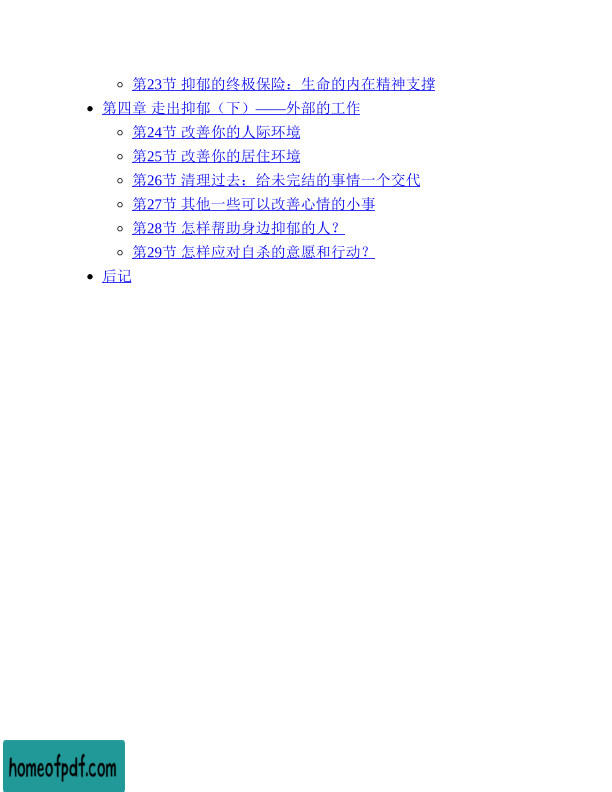 第23节 抑郁的终极保险：生命的内在精神支撑
第四章 走出抑郁（下）——外部的工作
第24节 改善你的人际环境
第25节 改善你的居住环境
第26节 清理过去：给未完结的事情一个交代
第27节 其他一些可以改善心情的小事
第28节 怎样帮助身边抑郁的人？
第29节 怎样应对自杀的意愿和行动？
后记
homeofpdf.com